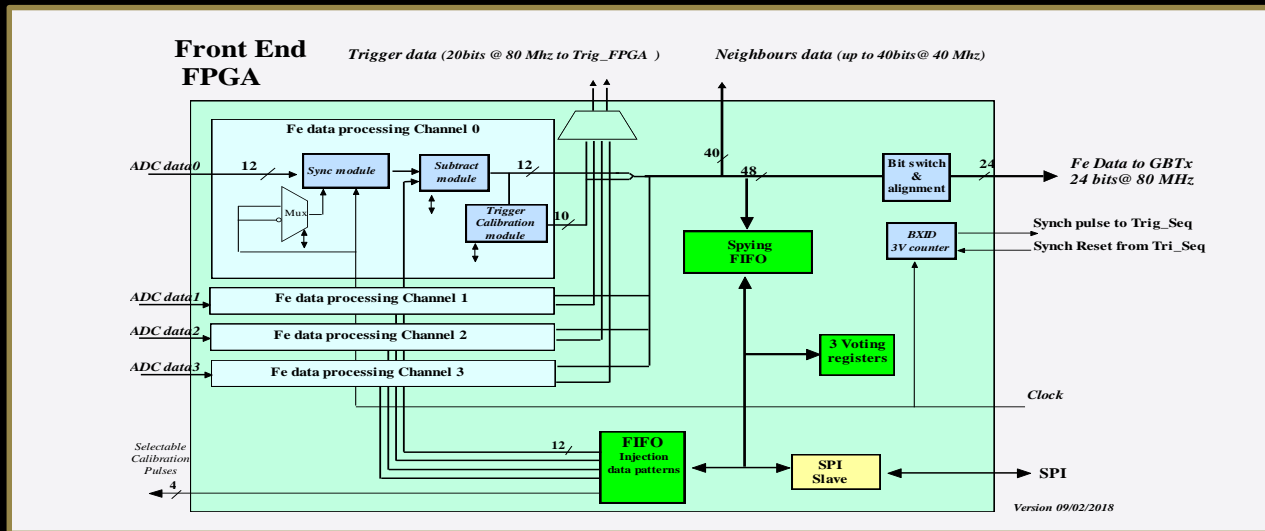 Front End
FPGA
Trigger data (20bits @ 80 Mhz to Trig_FPGA )
Neighbours data (up to 40bits@ 40 Mhz)
Fe data processing Channel 0
ADC data0
12
Sync module
Subtract
module
12
Mux
Trigger
Calibration
module
10
40
48
Bit switch
&
alignment
24
Fe Data to GBTx
24 bits@ 80 MHz
BXID
3V counter
Synch pulse to Trig_Seq
Synch Reset from Tri_Seq
Spying
FIFO
ADC data1
Fe data processing Channel 1
ADC data2
Fe data processing Channel 2
ADC data3
Fe data processing Channel 3
3 Voting
registers
Clock
Selectable
Calibration
Pulses
4
12
FIFO
Injection
data patterns
SPI
Slave
SPI
Version 09/02/2018